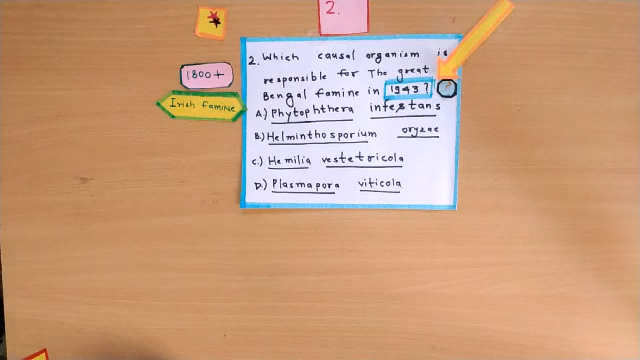 2.
1800+
Irish Famine
2. Which causal organism is
responsible for The great
Bengal famine in 1943? ?
A.) Phytophthera infestans
B.) Helminthosporium oryzae
C.) Hemilia vestetricola
D.) Plasmapora viticola